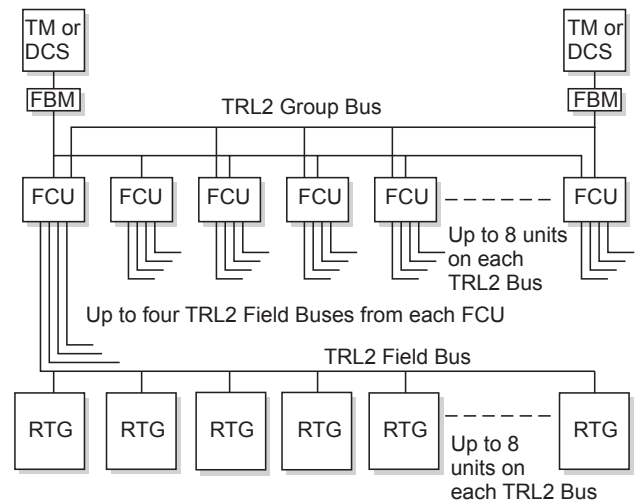 TM or
DCS
TM or
DCS
FBM
FBM
TRL2 Group Bus
FCU
FCU
FCU
FCU
FCU
FCU
Up to 8 units
on each
TRL2 Bus
Up to four TRL2 Field Buses from each FCU
TRL2 Field Bus
RTG
RTG
RTG
RTG
RTG
RTG
Up to 8
units on
each TRL2 Bus